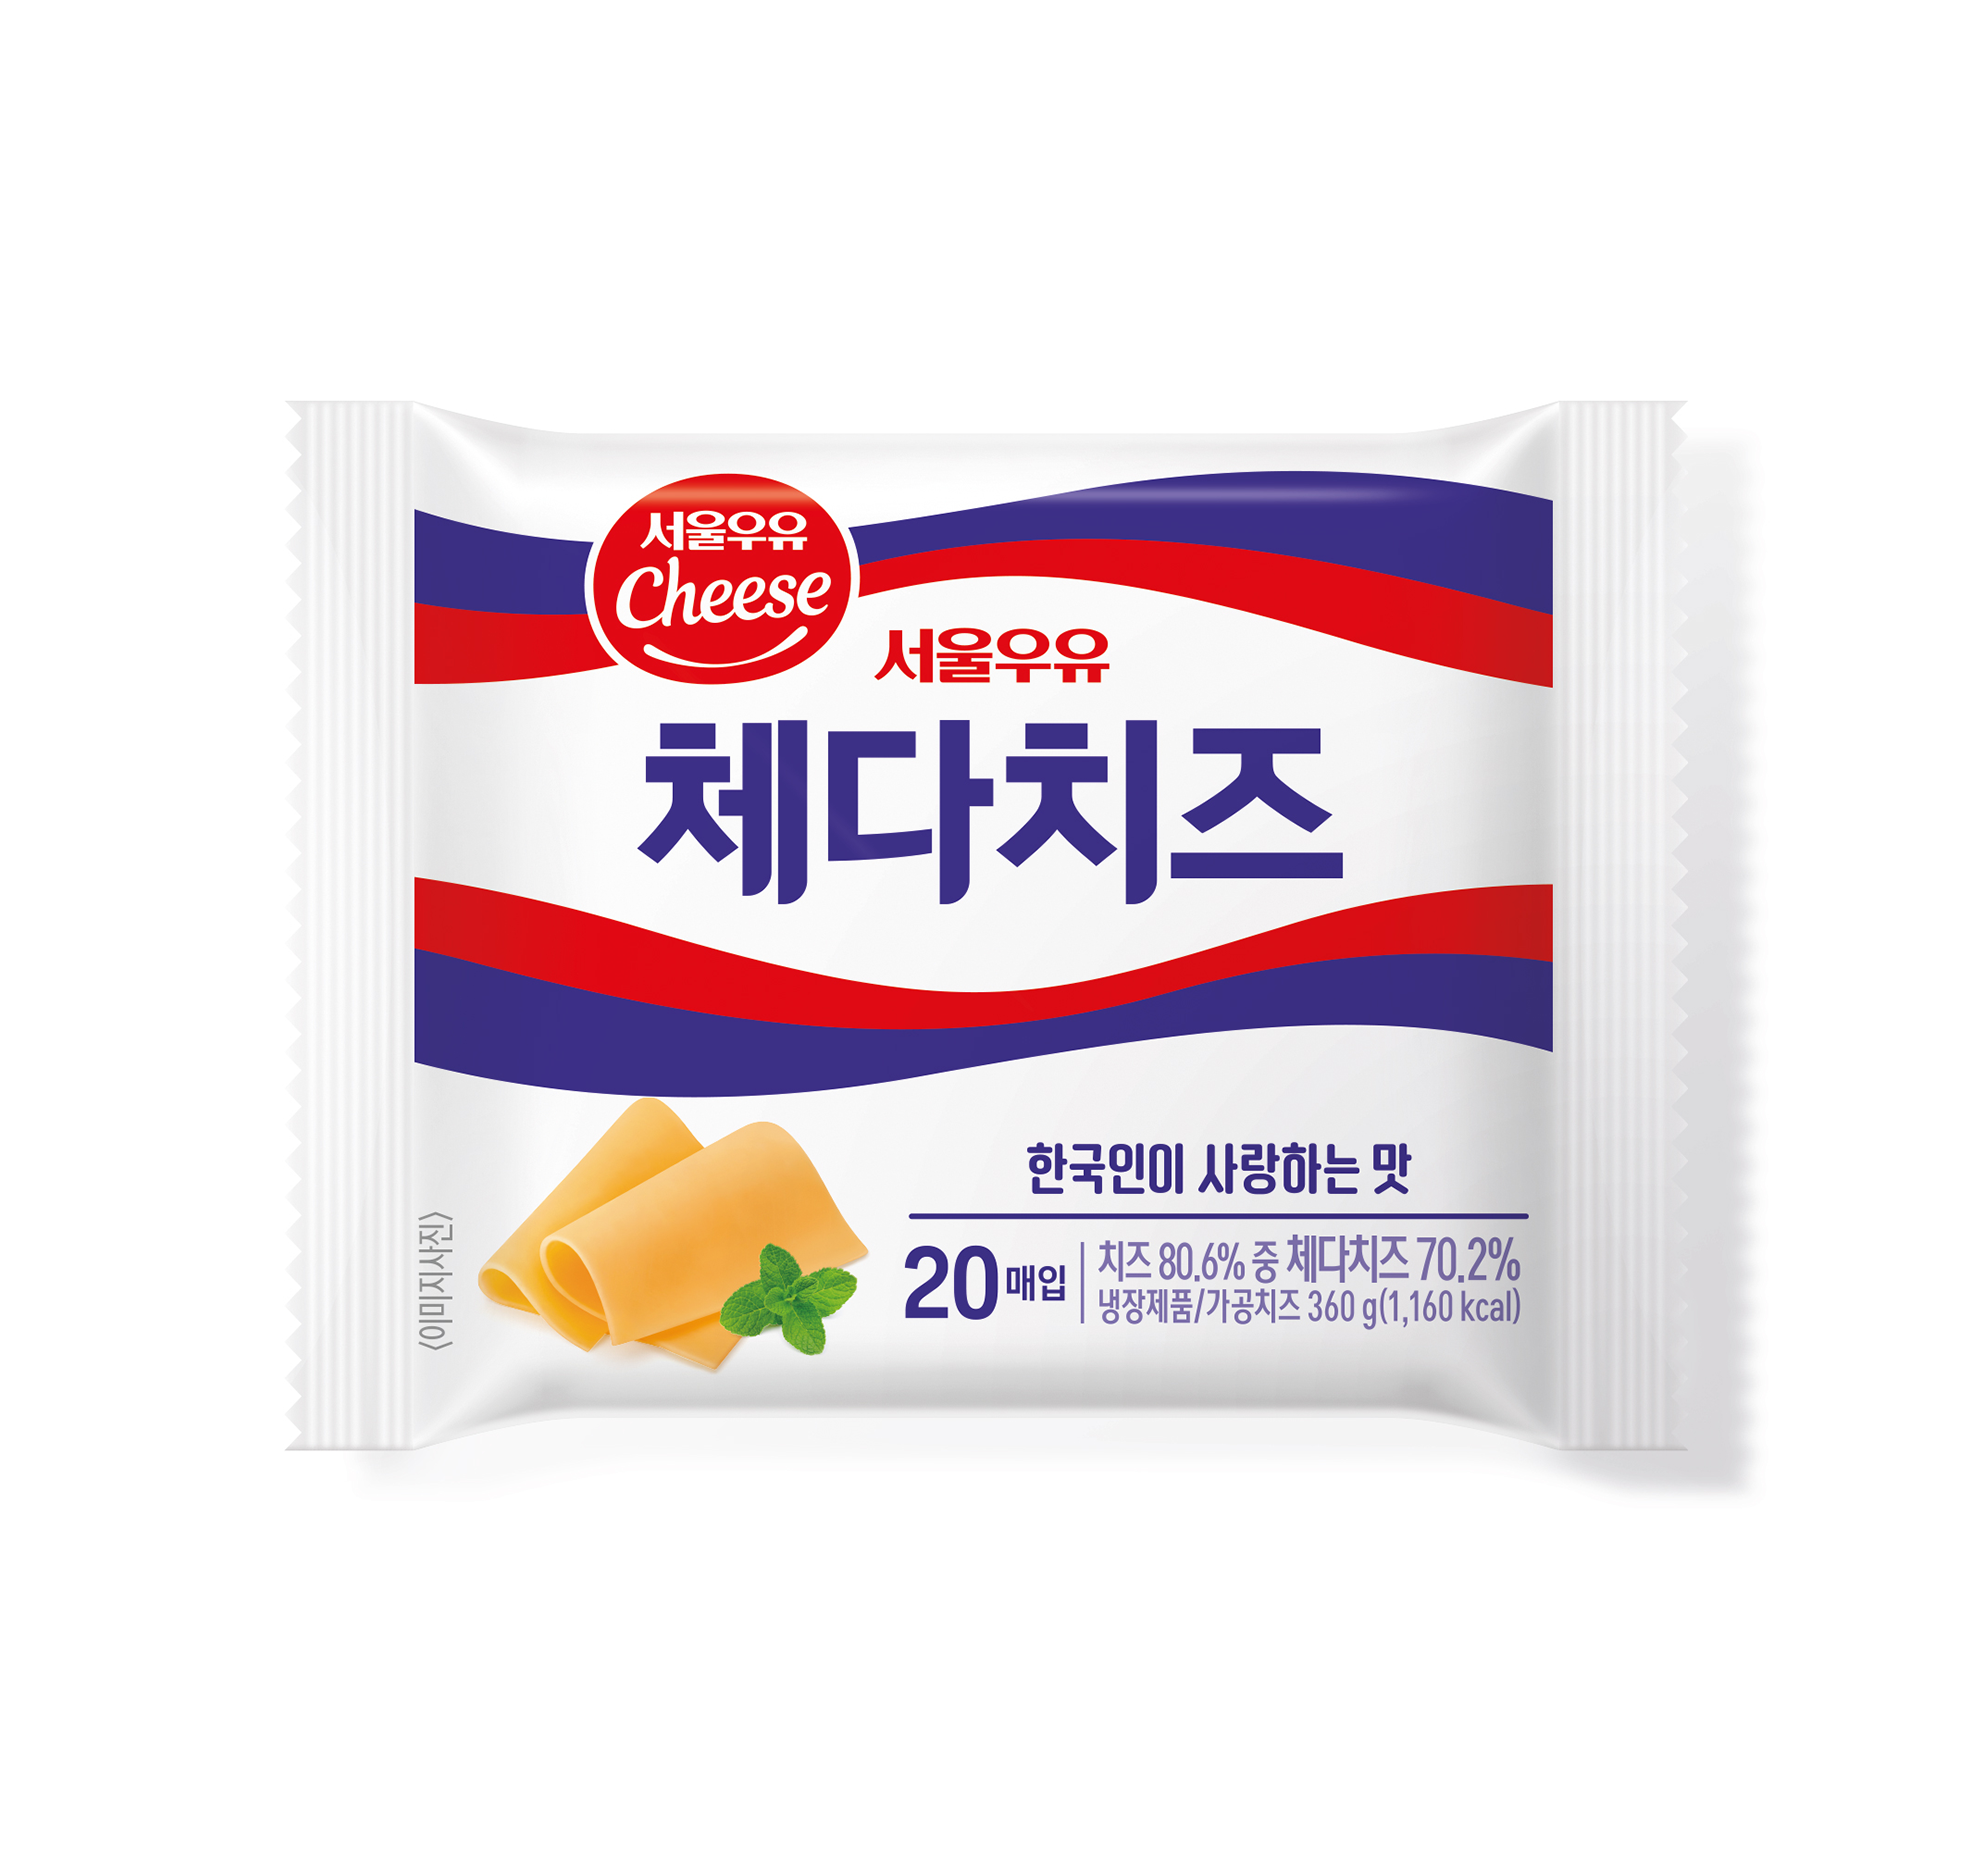 서울우유
Cheese
서울우유
체다치즈
한국인이 사랑하는 맛
20매입
치즈 80.6% 중 체다치즈 70.2%
냉장제품/가공치즈 360 g(1,160 kcal)
<이미지사진>